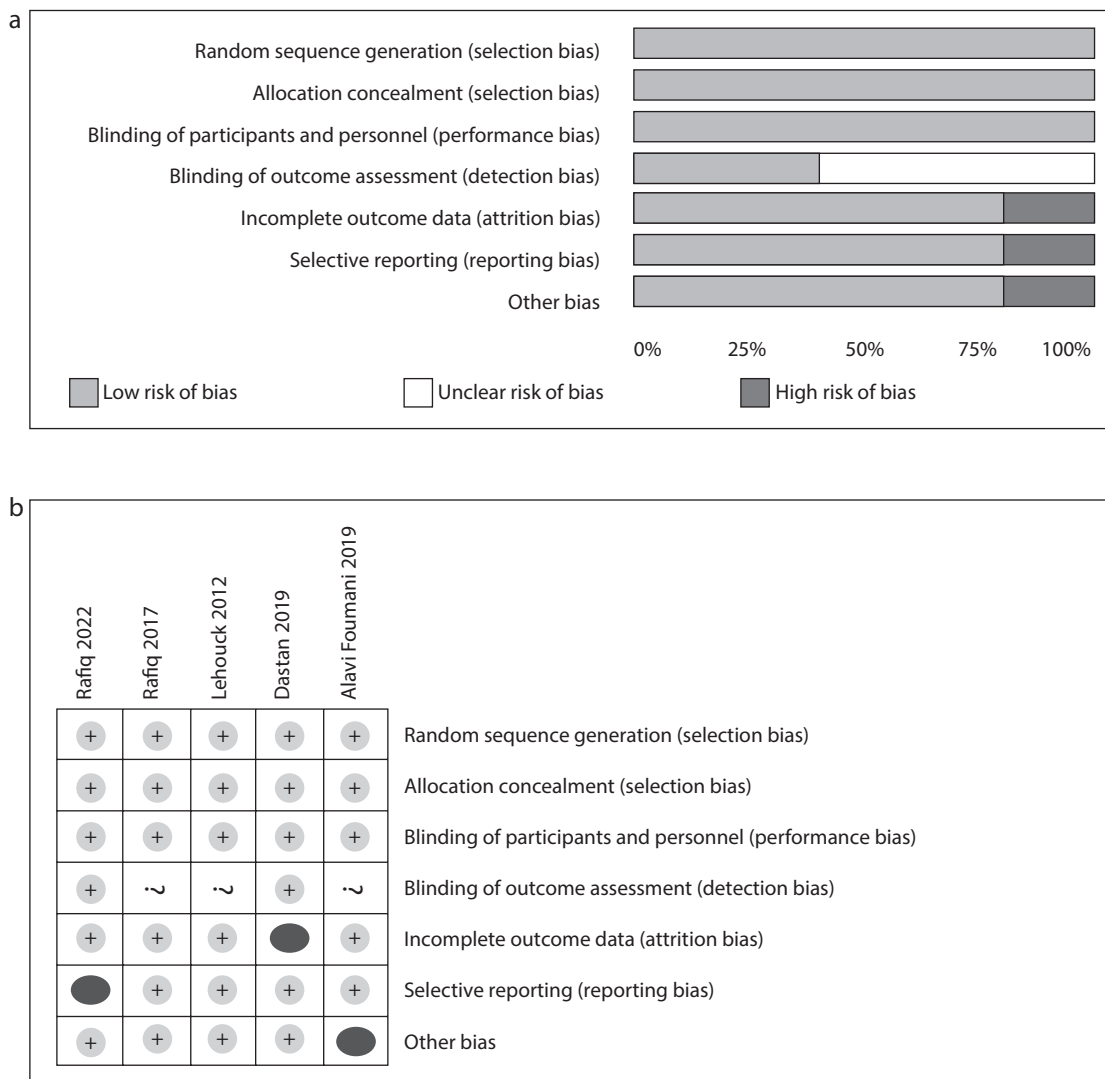 a
Random sequence generation (selection bias)
Allocation concealment (selection bias)
Blinding of participants and personnel (performance bias)
Blinding of outcome assessment (detection bias)
Incomplete outcome data (attrition bias)
Selective reporting (reporting bias)
Other bias
0% 25% 50% 75% 100%
Low risk of bias Unclear risk of bias High risk of bias
b
Rafiq 2022
Rafiq 2017
Lehouck 2012
Dastan 2019
Alavi Foumani 2019
+ + + + + Random sequence generation (selection bias)
+ + + + + Allocation concealment (selection bias)
+ + + + + Blinding of participants and personnel (performance bias)
+ ? ? + ? Blinding of outcome assessment (detection bias)
+ + + + Incomplete outcome data (attrition bias)
+ + + + Selective reporting (reporting bias)
+ + + + Other bias